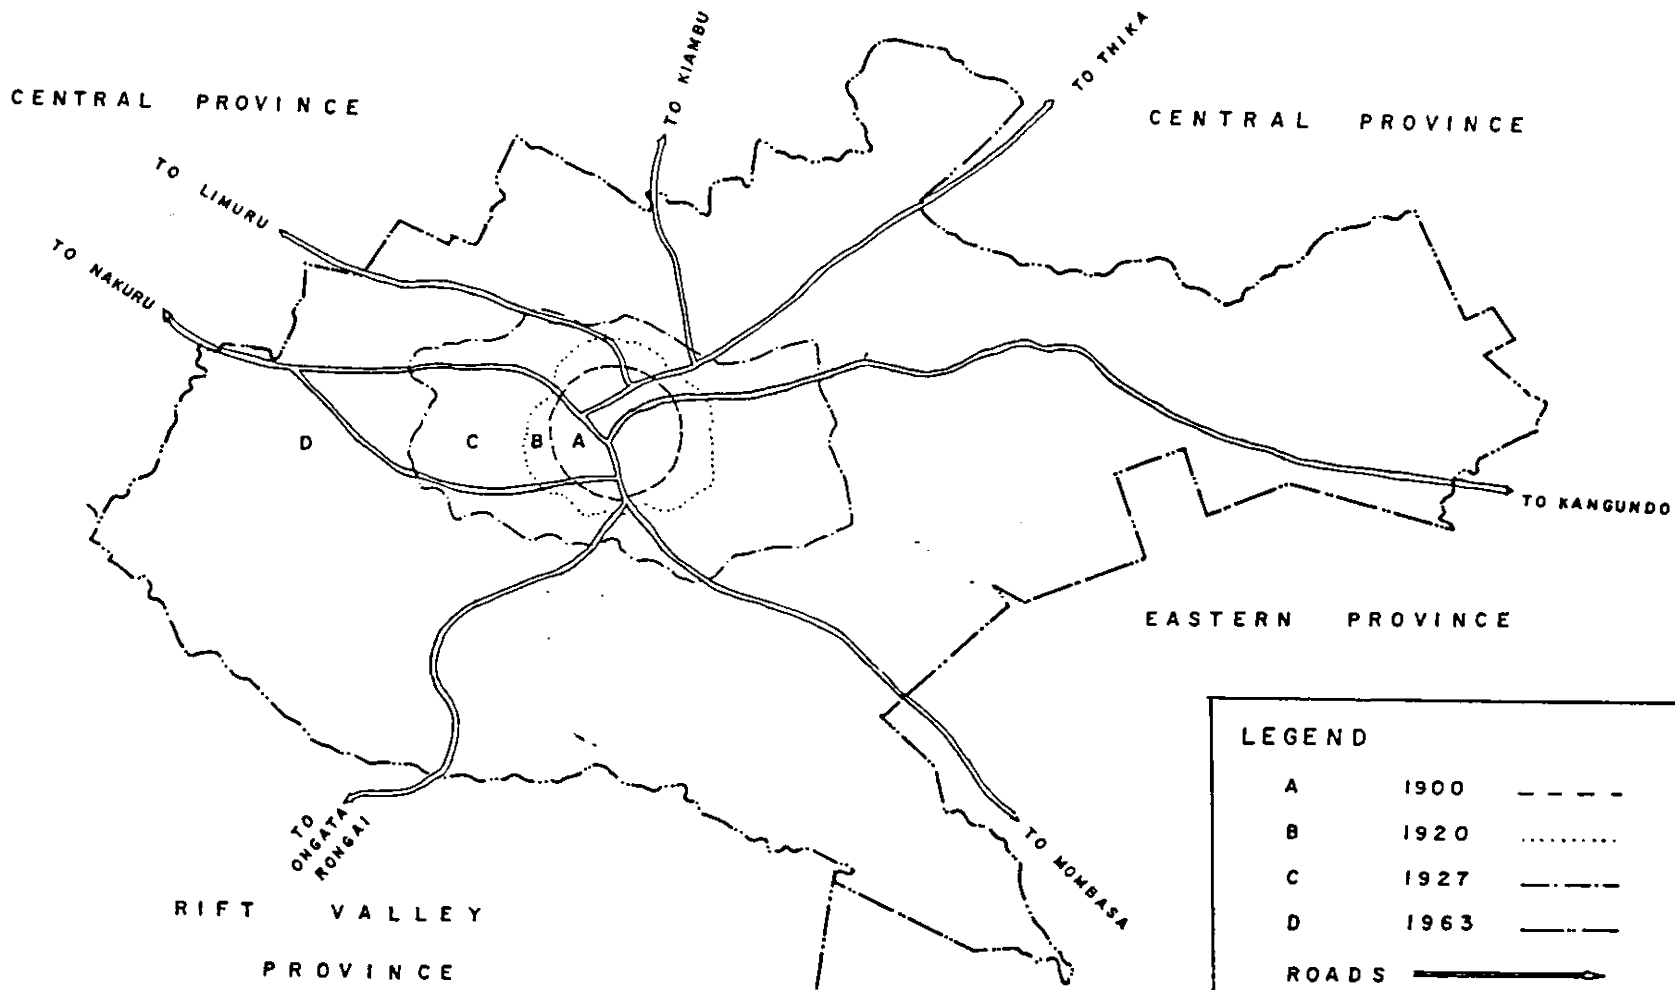 TO KIAMBU
TO THIKA
CENTRAL PROVINCE
CENTRAL PROVINCE
TO LIMURU
TO NAKURU
D
C
B
A
TO KANGUNDO
EASTERN PROVINCE
TO
ONGATA
RONGAI
TO MOMBASA
RIFT VALLEY
PROVINCE
LEGEND
A 1900
B 1920
C 1927
D 1963
ROADS